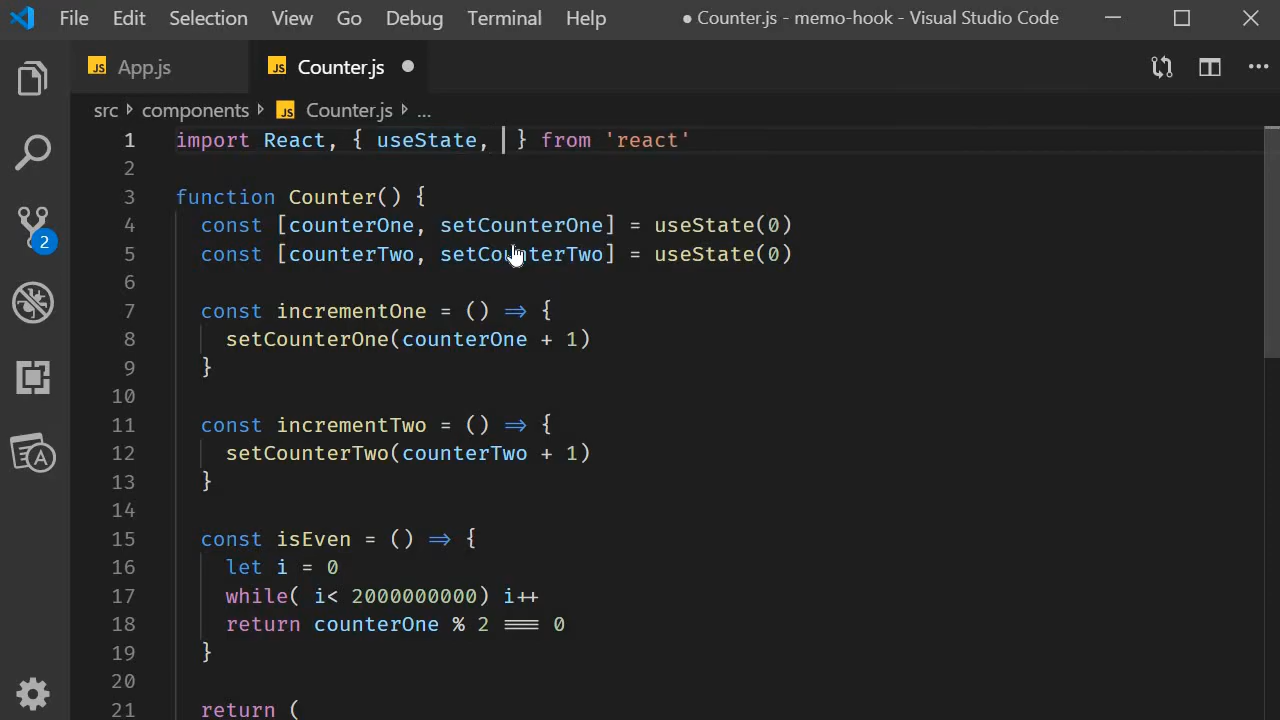 File Edit Selection View Go Debug Terminal Help ● Counter.js - memo-hook - Visual Studio Code
JS App.js JS Counter.js ●
src components JS Counter.js ...
1 import React, { useState, } from 'react'
2
3 function Counter() {
4 const [counterOne, setCounterOne] = useState(0)
5 const [counterTwo, setCounterTwo] = useState(0)
6
7 const incrementOne = () => {
8 setCounterOne(counterOne + 1)
9 }
10
11 const incrementTwo = () => {
12 setCounterTwo(counterTwo + 1)
13 }
14
15 const isEven = () => {
16 let i = 0
17 while( i< 2000000000) i++
18 return counterOne % 2 === 0
19 }
20
21 return (
2
A